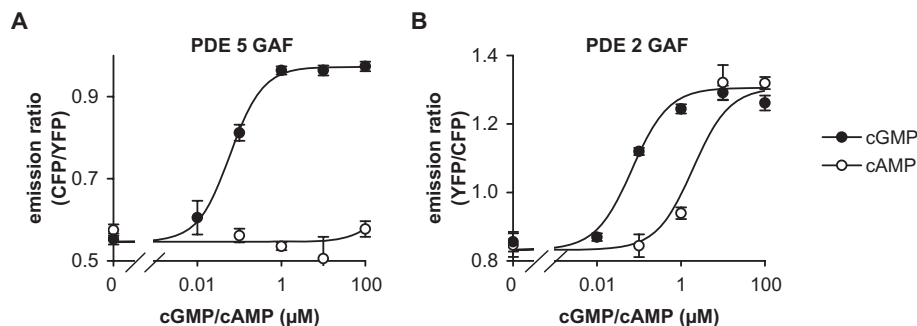 A
PDE 5 GAF
emission ratio
(CFP/YFP)
0.9
0.7
0.5
0
0.01
1
100
cGMP/cAMP (µM)
B
PDE 2 GAF
emission ratio
(YFP/CFP)
1.4
1.2
1.0
0.8
0
0.01
1
100
cGMP/cAMP (µM)
cGMP
cAMP